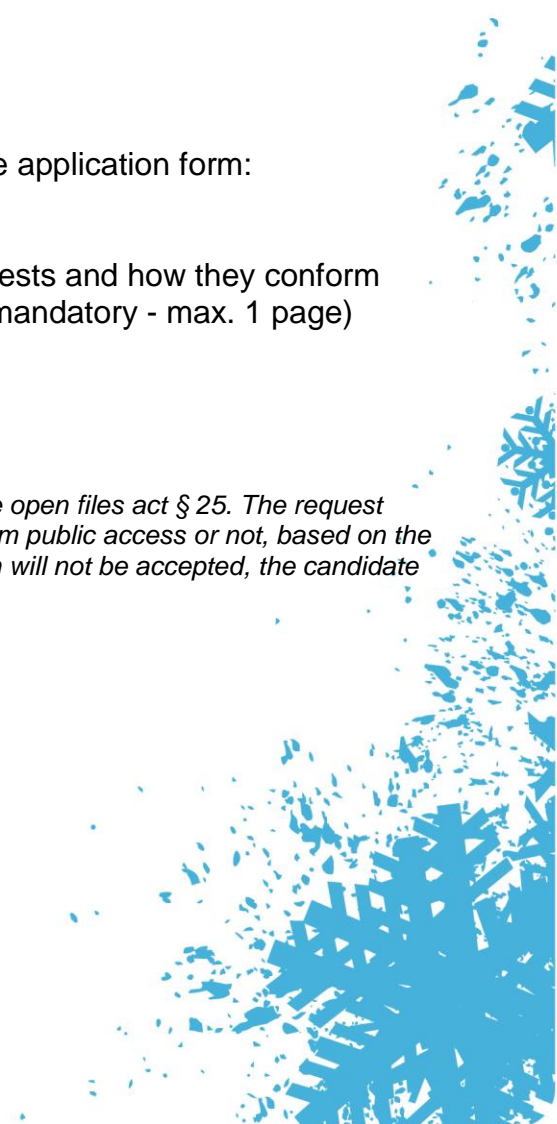 e application form:
ests and how they conform
mandatory - max. 1 page)
e open files act § 25. The request
m public access or not, based on the
n will not be accepted, the candidate